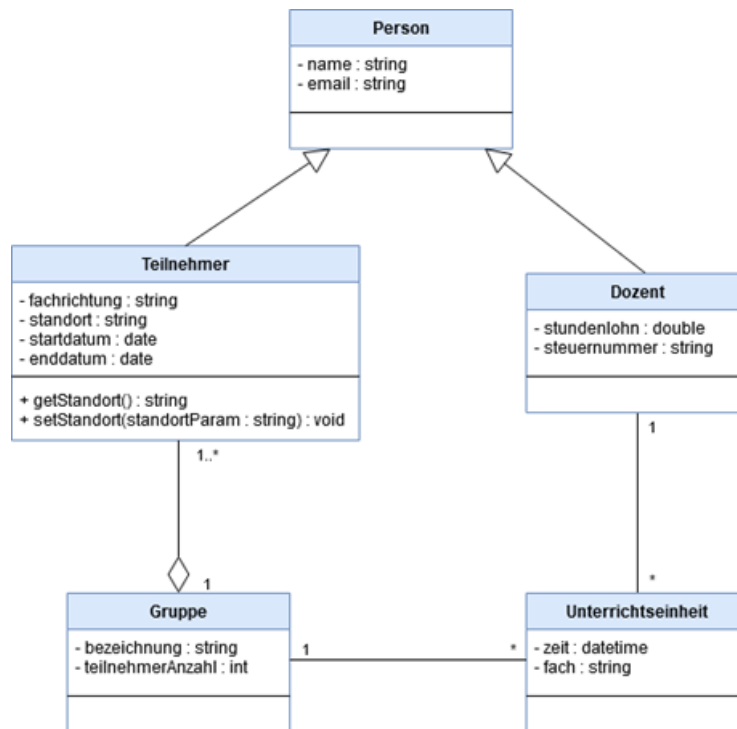 Person
- name : string
- email : string
Teilnehmer
- fachrichtung : string
- standort : string
- startdatum : date
- enddatum : date
+ getStandort() : string
+ setStandort(standortParam : string) : void
Dozent
- stundenlohn : double
- steuernummer : string
1..*
1
1
*
Gruppe
- bezeichnung : string
- teilnehmerAnzahl : int
1
*
Unterrichtseinheit
- zeit : datetime
- fach : string